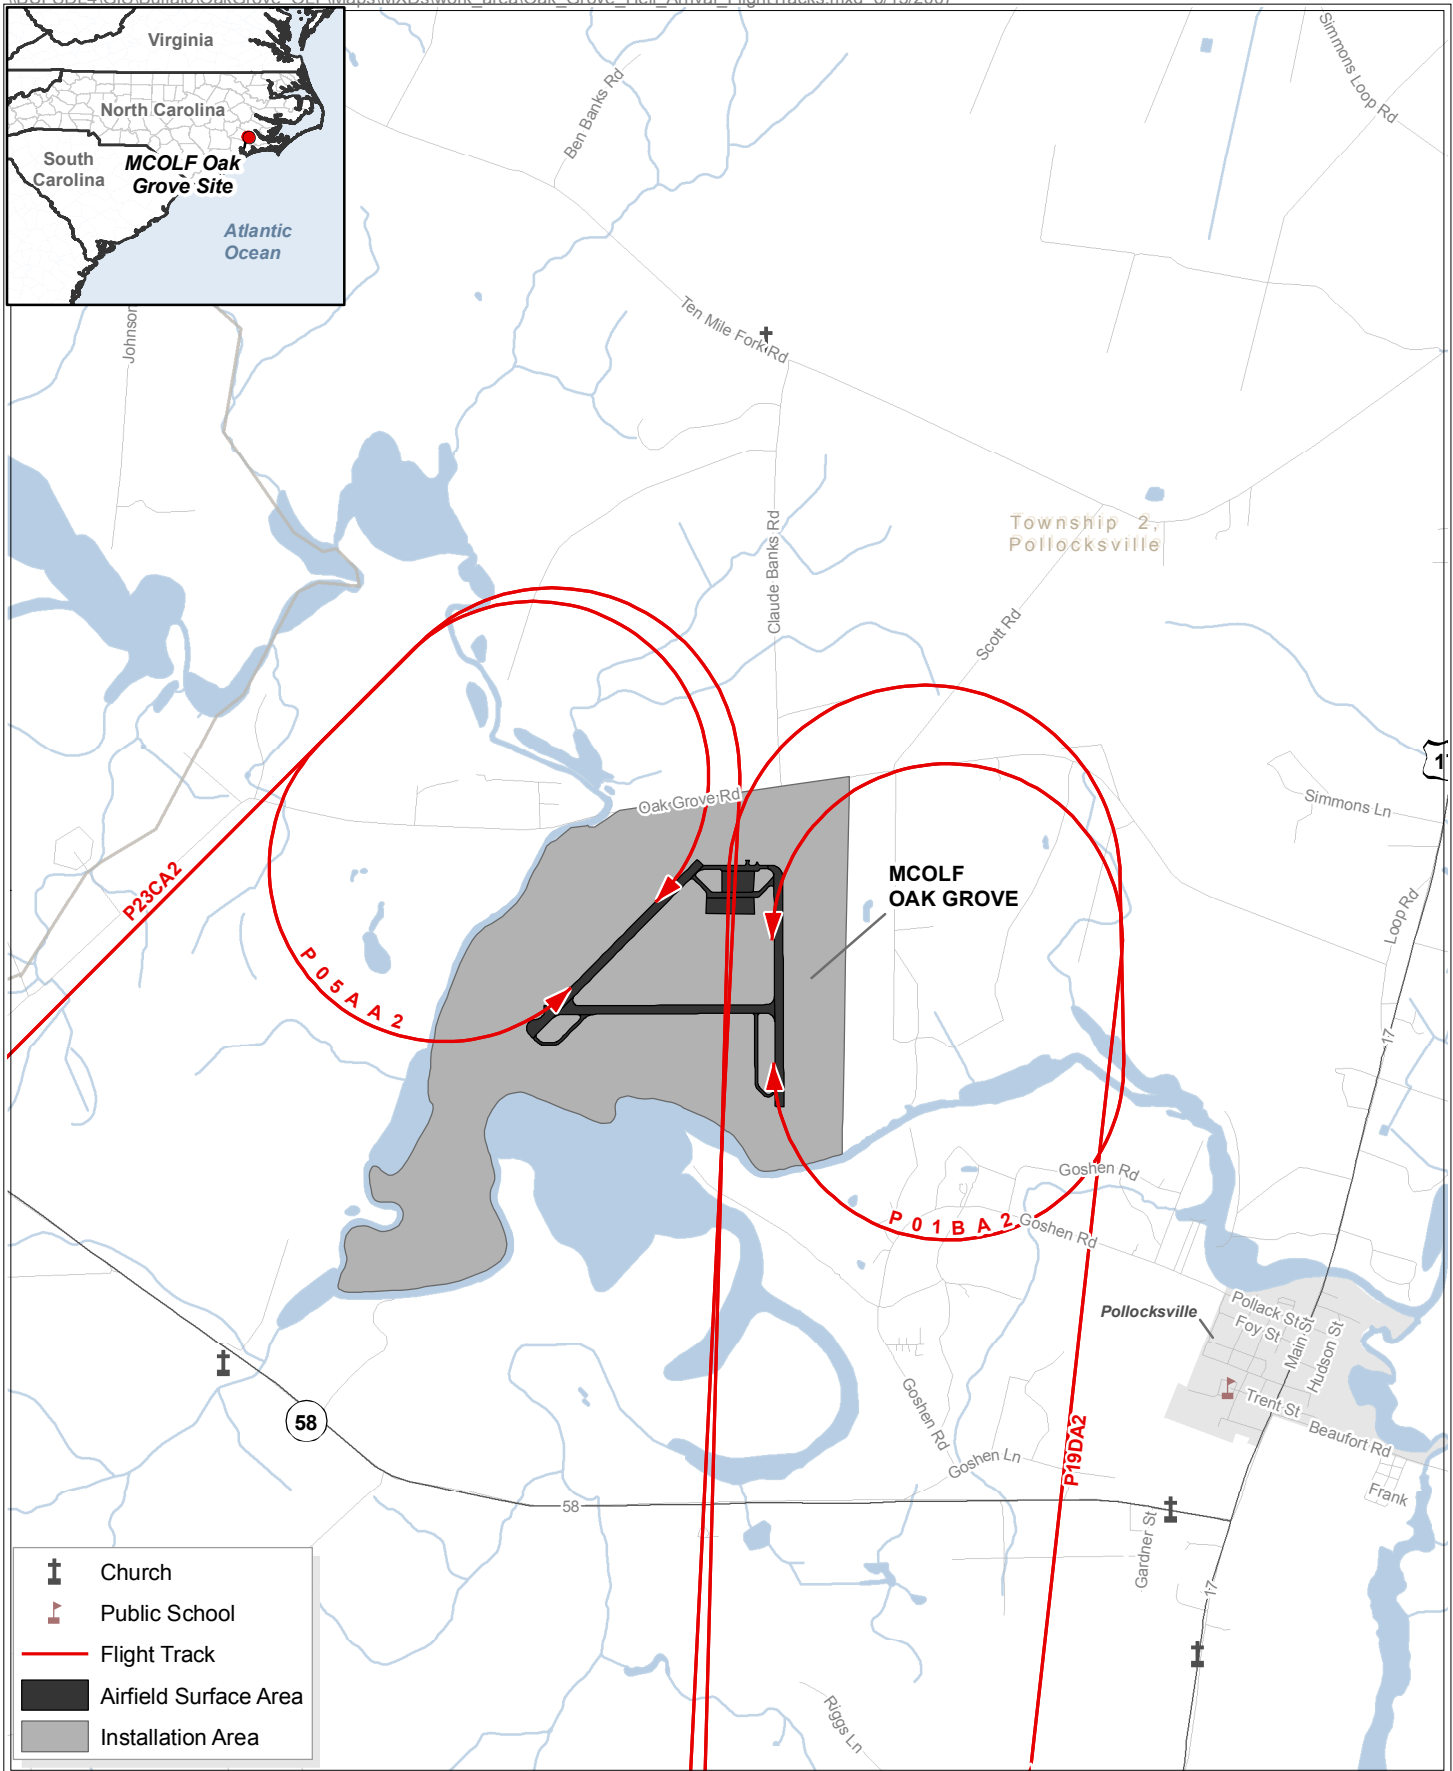 Virginia
North Carolina
South
Carolina
MCOLF Oak
Grove Site
Atlantic
Ocean
Simmons Loop Rd
Ben Banks Rd
Johnson
Ten Mile Fork Rd
Claude Banks Rd
Township 2,
Pollocksville
Scott Rd
17
Simmons Ln
Oak Grove Rd
MCOLF
OAK GROVE
P23CA2
P05AA2
Loop Rd
17
Goshen Rd
P01BA2
Goshen Rd
Pollocksville
Pollack St
Foy St
Main St
Hudson St
Trent St
Beaufort Rd
Frank
Goshen Rd
Goshen Ln
P19DA2
58
58
Gardner St
17
Riggs Ln
Church
Public School
Flight Track
Airfield Surface Area
Installation Area